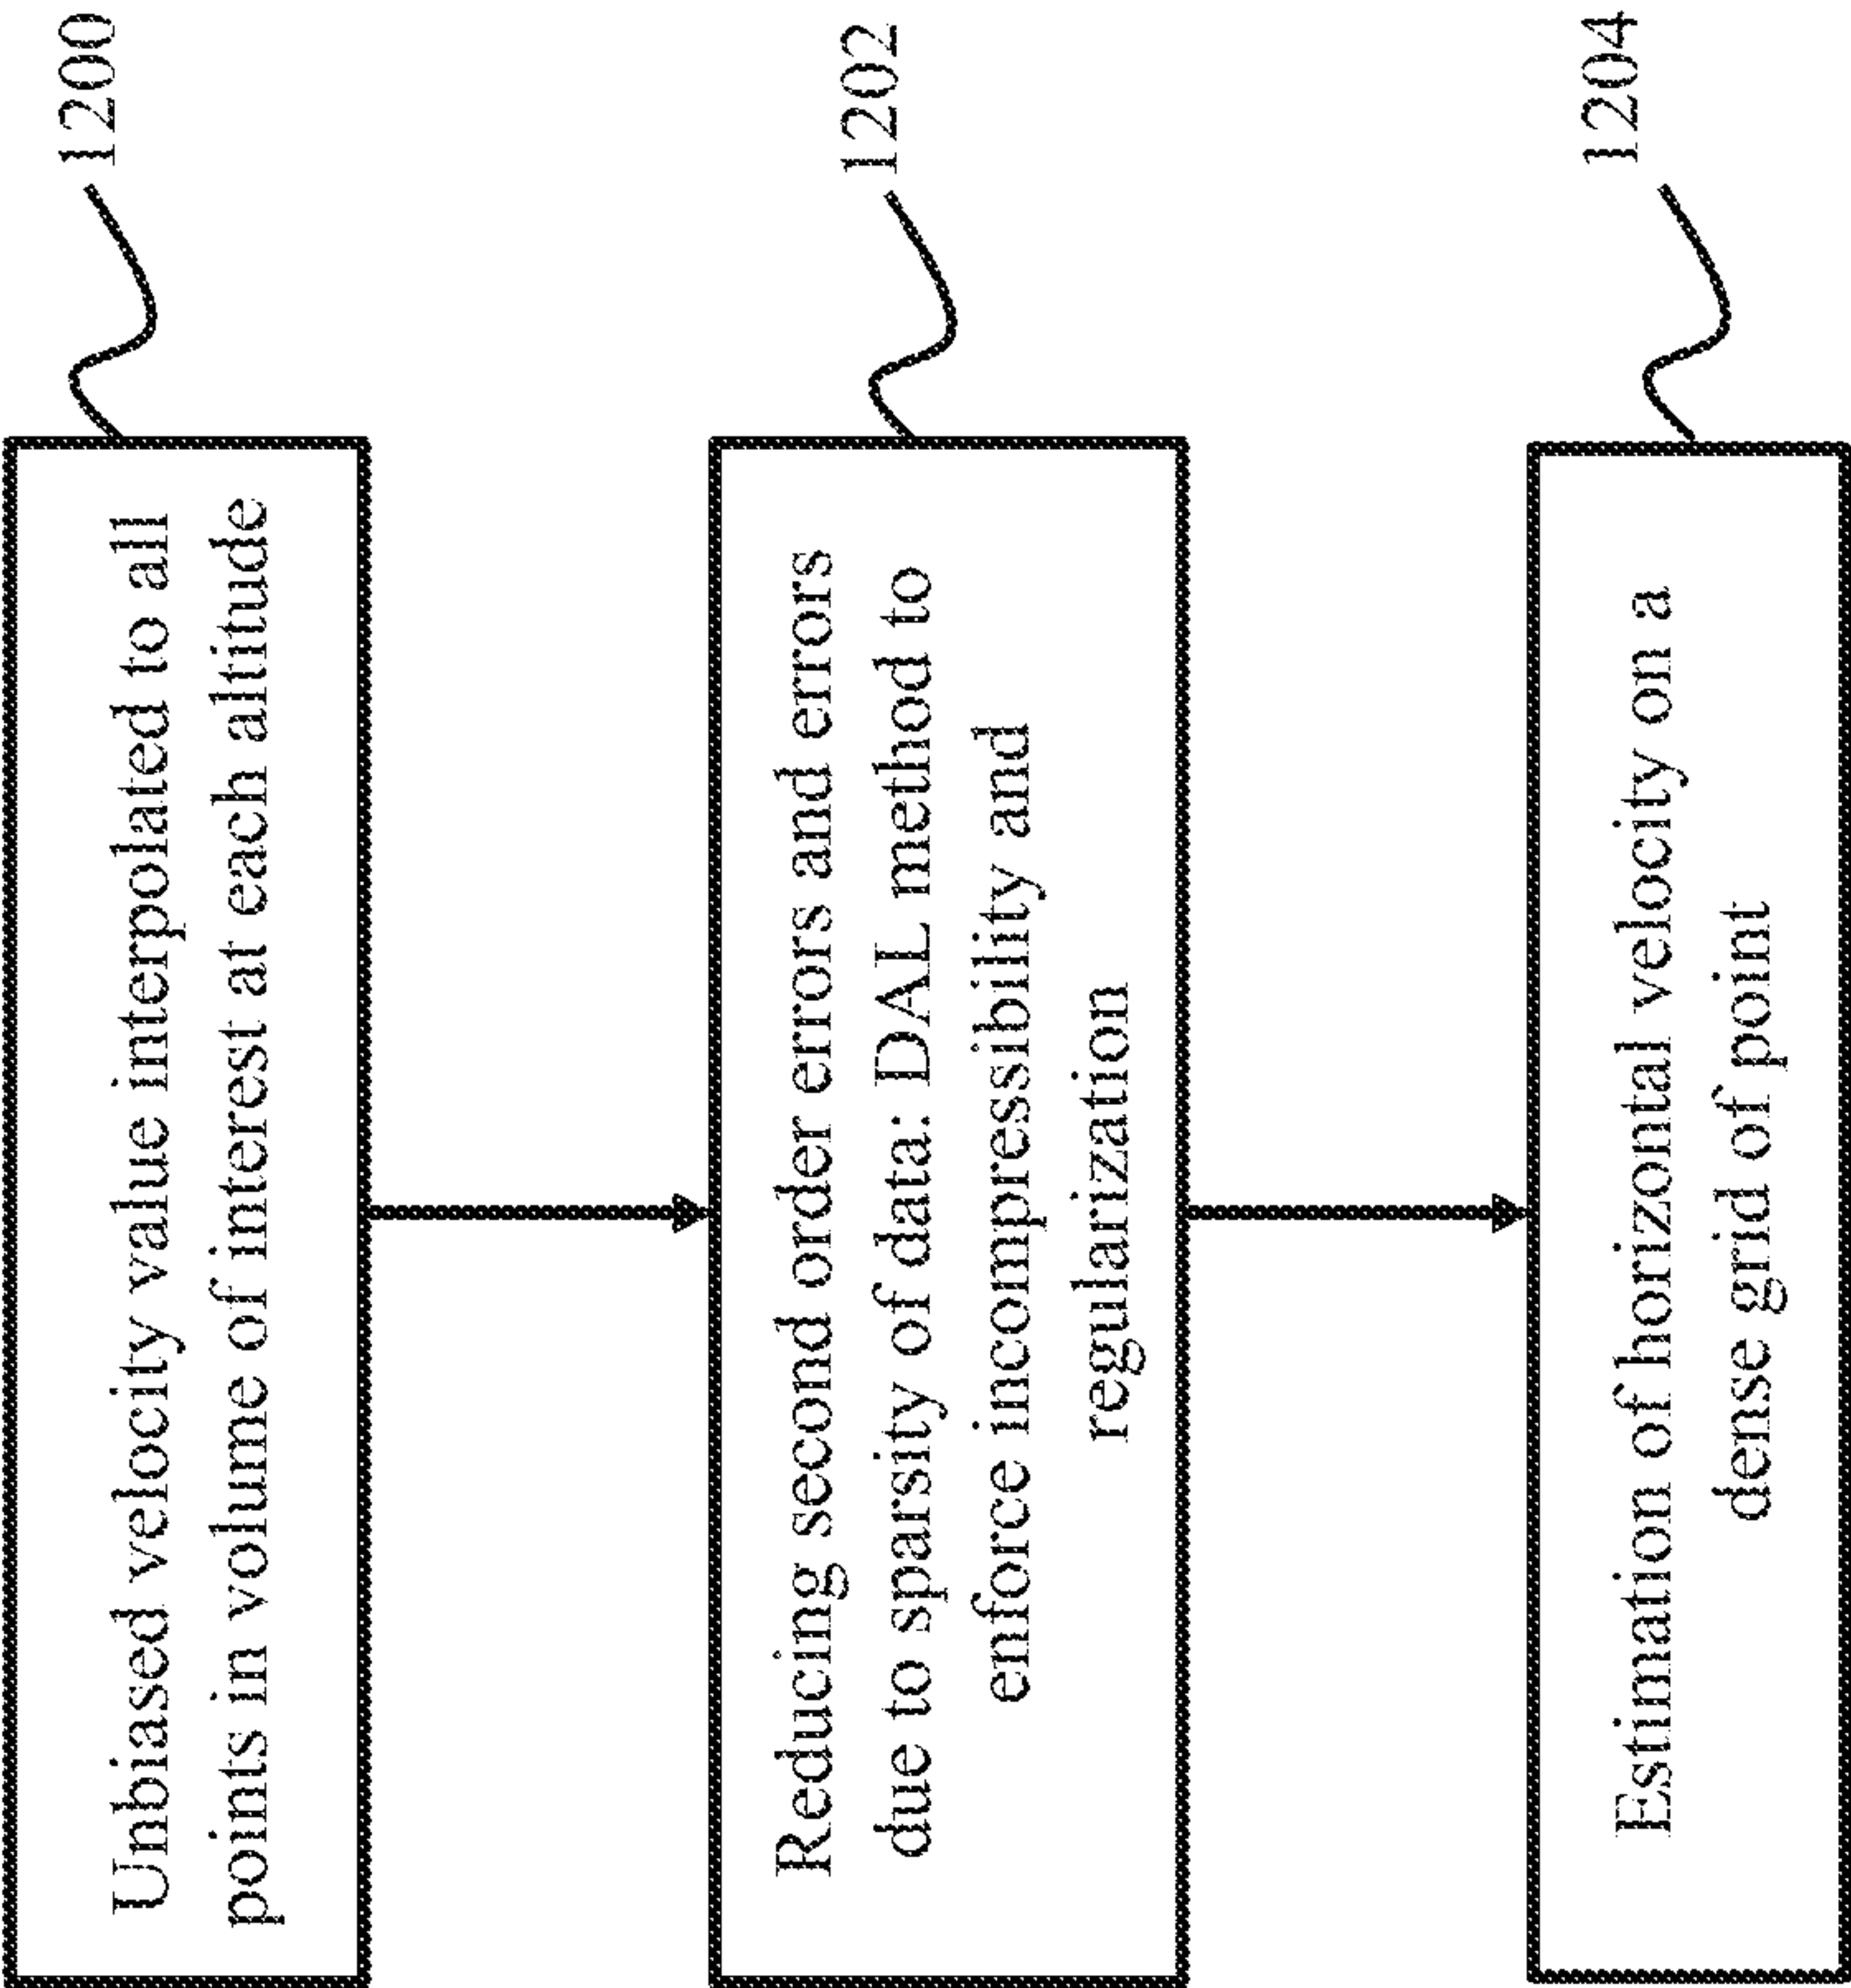 Unbiased velocity value interpolated to all
points in volume of interest at each altitude
1200
Reducing second order errors and errors
due to sparsity of data: DAL method to
enforce incompressibility and
regularization
1202
Estimation of horizontal velocity on a
dense grid of point
1204